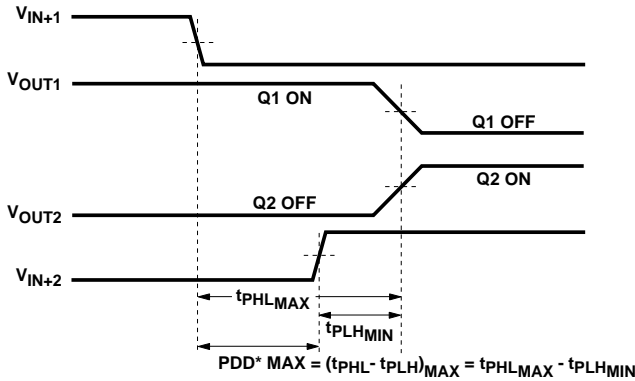 VIN+1
VOUT1
Q1 ON
Q1 OFF
Q2 ON
Q2 OFF
VOUT2
VIN+2
tPHLMAX
tPLHMIN
PDD* MAX = (tPHL- tPLH)MAX = tPHLMAX - tPLHMIN